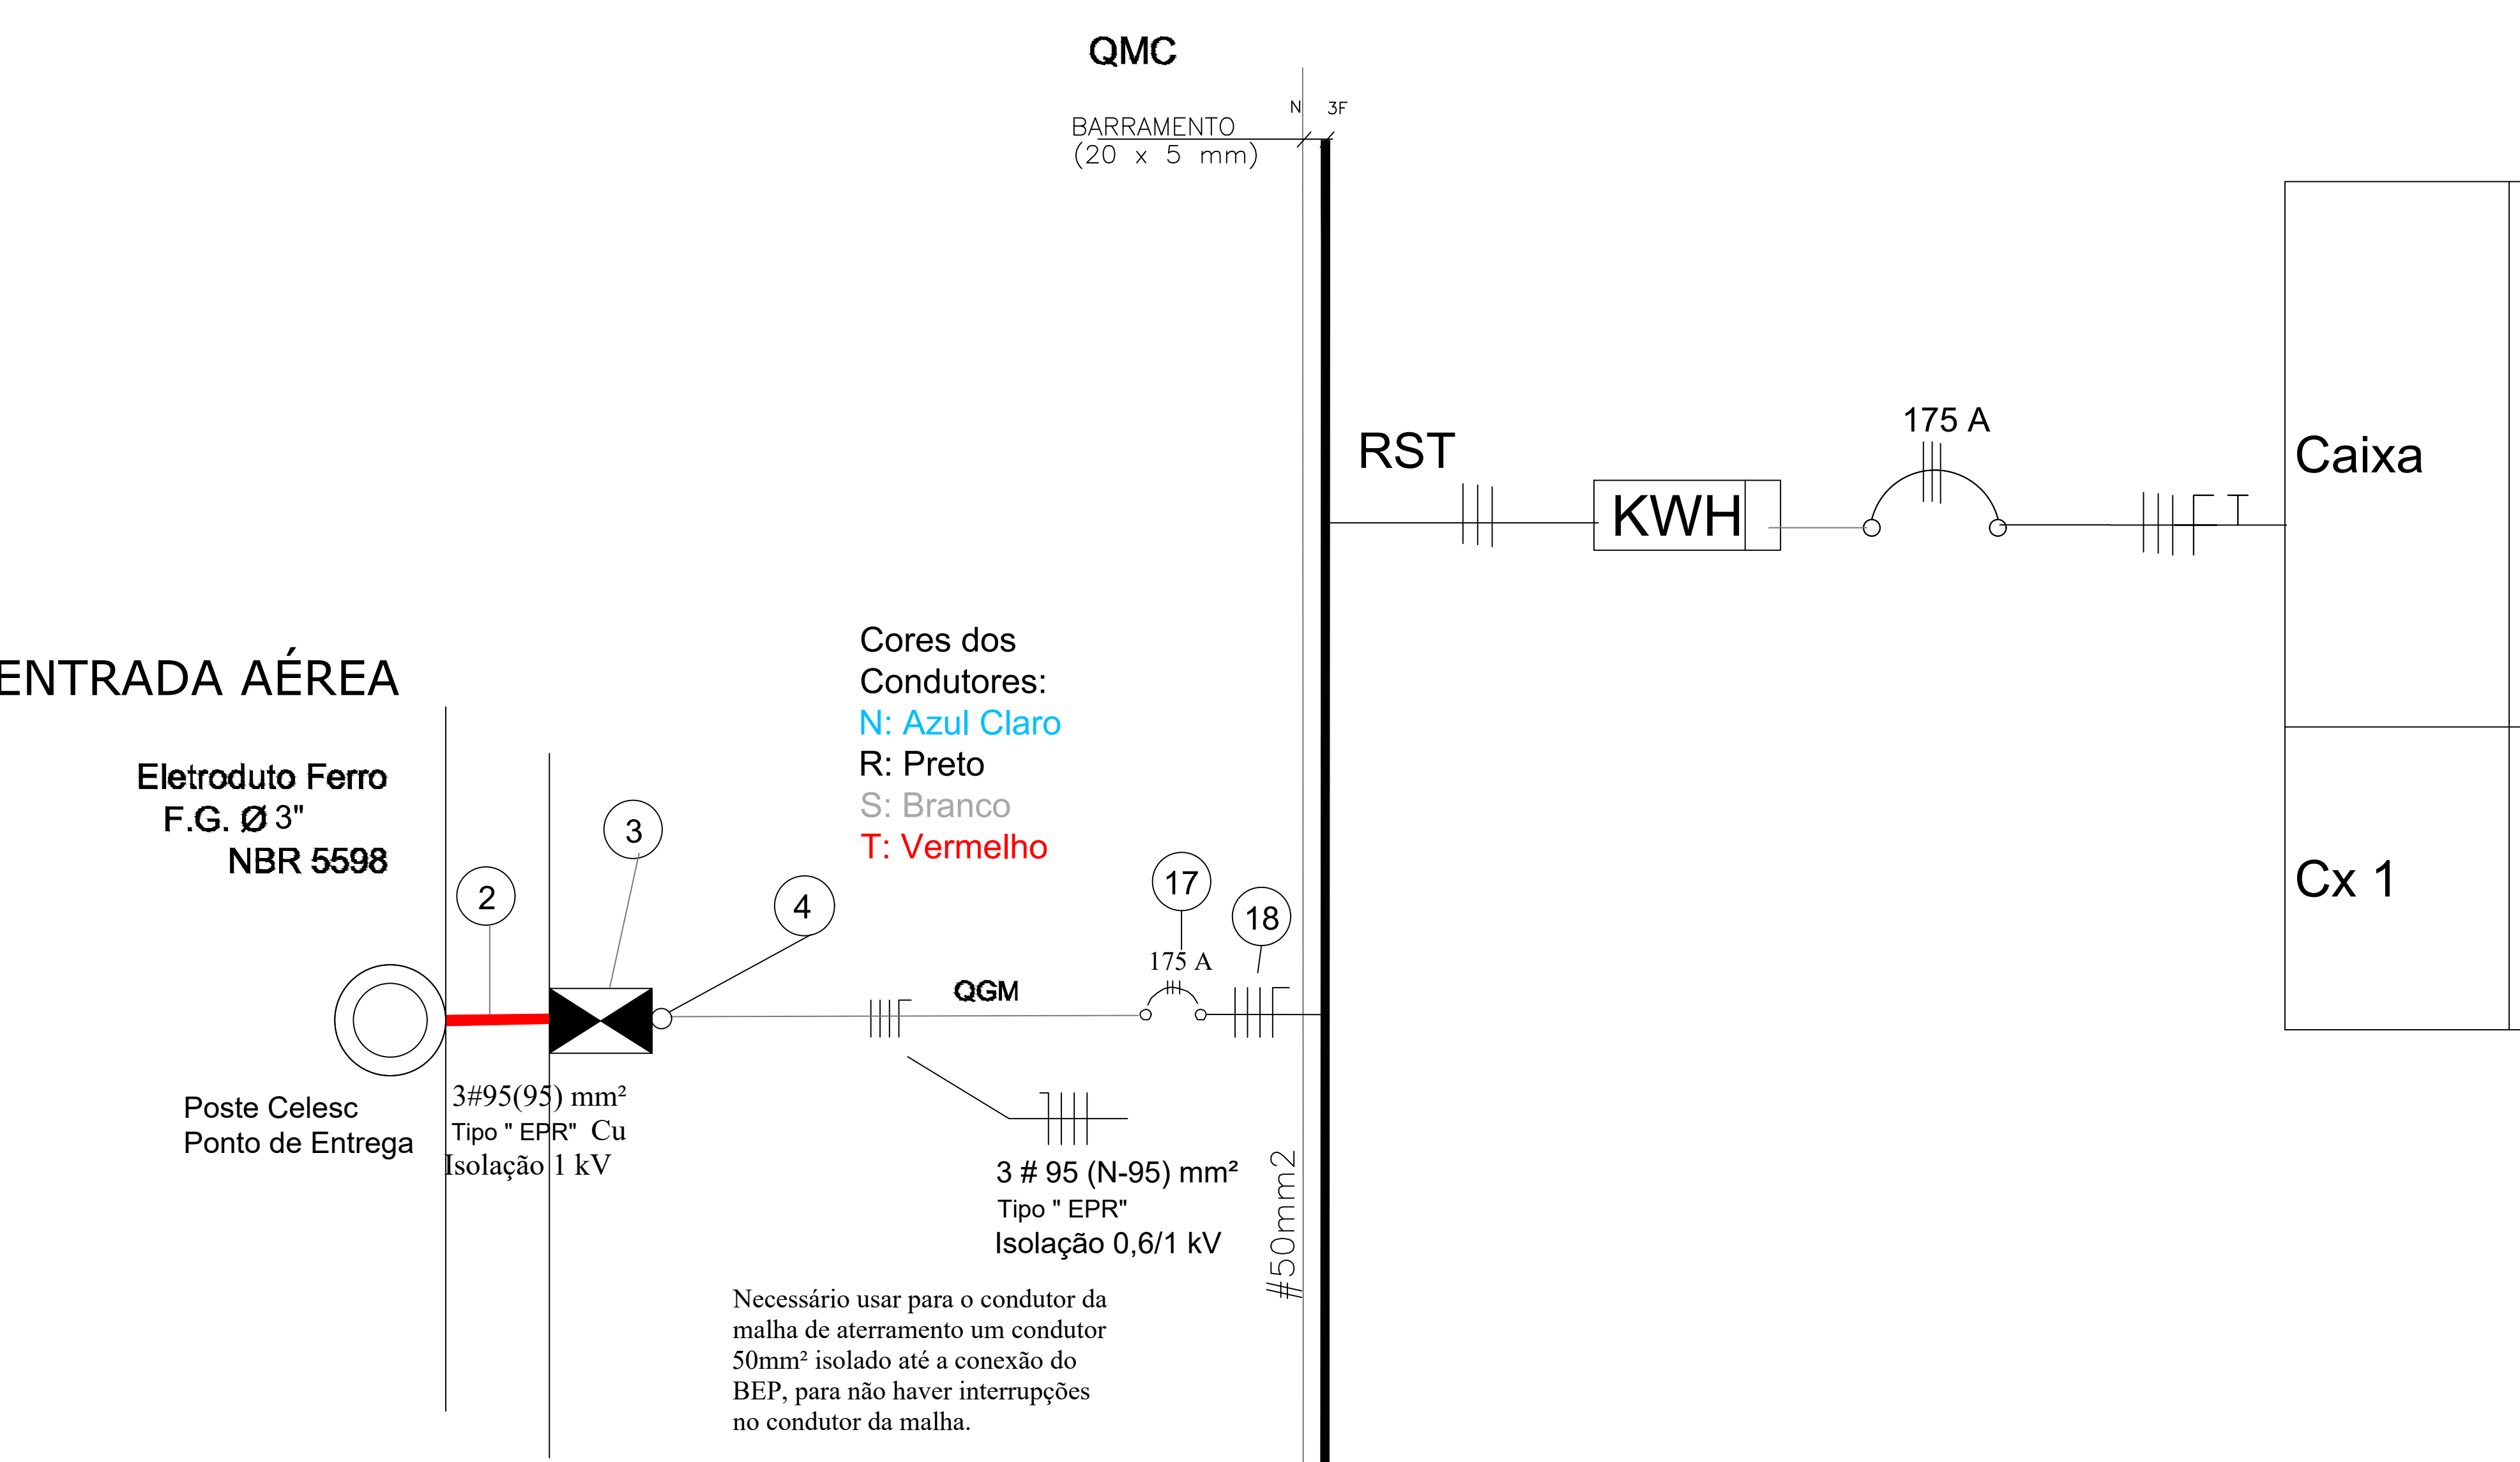 QMC
N 3F
BARRAMENTO
(20 x 5 mm)
175 A
RST
KWH
T
Caixa
ENTRADA AÉREA
Eletroduto Ferro
F.G. Ø 3"
NBR 5598
Cores dos
Condutores:
N: Azul Claro
R: Preto
S: Branco
T: Vermelho
2
3
4
17
18
Cx 1
175 A
QGM
Poste Celesc
Ponto de Entrega
3#95(95) mm²
Tipo " EPR" Cu
Isolação 1 kV
3 # 95 (N-95) mm²
Tipo " EPR"
Isolação 0,6/1 kV
#50mm2
Necessário usar para o condutor da
malha de aterramento um condutor
50mm² isolado até a conexão do
BEP, para não haver interrupções
no condutor da malha.